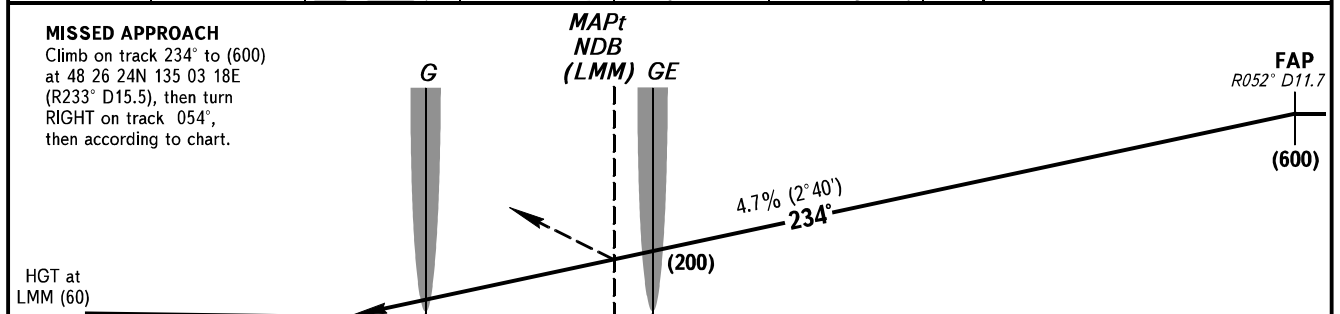 MISSED APPROACH
Climb on track 234° to (600)
at 48 26 24N 135 03 18E
(R233° D15.5), then turn
RIGHT on track 054°,
then according to chart.
MAPt
NDB
(LMM)
G
GE
FAP
R052° D11.7
(600)
4.7% (2°40')
234°
(200)
HGT at
LMM (60)